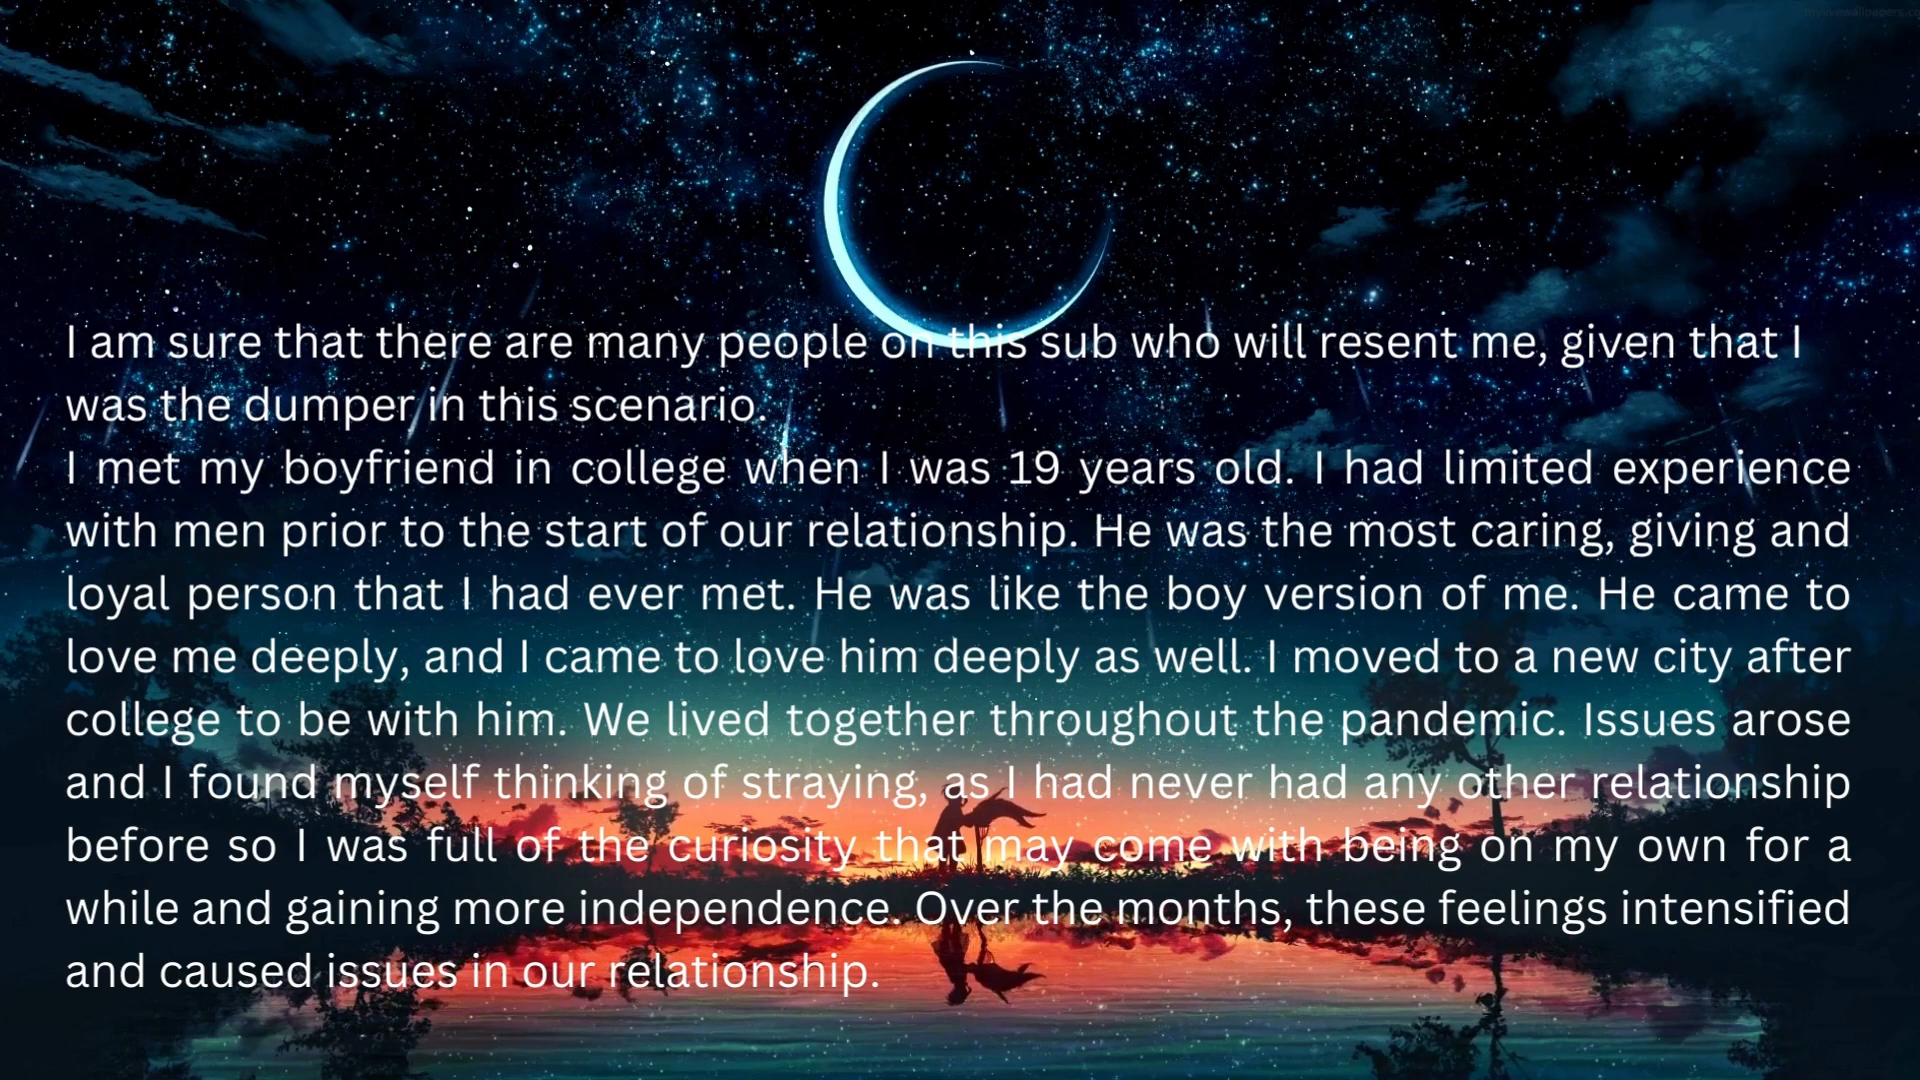 I am sure that there are many people on this sub who will resent me, given that I
was the dumper in this scenario.
I met my boyfriend in college when I was 19 years old. I had limited experience
with men prior to the start of our relationship. He was the most caring, giving and
loyal person that I had ever met. He was like the boy version of me. He came to
love me deeply, and I came to love him deeply as well. I moved to a new city after
college to be with him. We lived together throughout the pandemic. Issues arose
and I found myself thinking of straying, as I had never had any other relationship
before so I was full of the curiosity that may come with being on my own for a
while and gaining more independence. Over the months, these feelings intensified
and caused issues in our relationship.